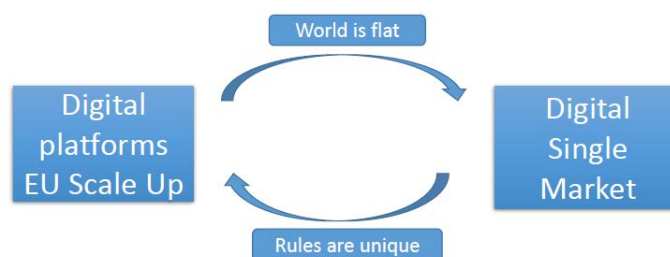 World is flat
Digital
platforms
EU Scale Up
Digital
Single
Market
Rules are unique